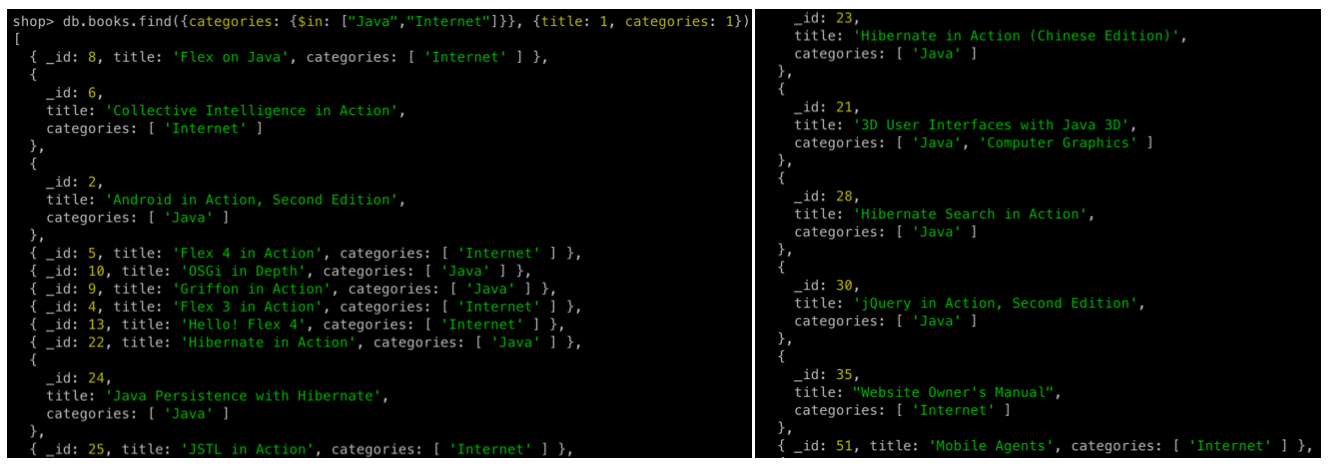 shop> db.books.find({categories: {$in: ["Java","Internet"]}}, {title: 1, categories: 1})
[
  { _id: 8, title: 'Flex on Java', categories: [ 'Internet' ] },
  {
    _id: 6,
    title: 'Collective Intelligence in Action',
    categories: [ 'Internet' ]
  },
  {
    _id: 2,
    title: 'Android in Action, Second Edition',
    categories: [ 'Java' ]
  },
  { _id: 5, title: 'Flex 4 in Action', categories: [ 'Internet' ] },
  { _id: 10, title: 'OSGi in Depth', categories: [ 'Java' ] },
  { _id: 9, title: 'Griffon in Action', categories: [ 'Java' ] },
  { _id: 4, title: 'Flex 3 in Action', categories: [ 'Internet' ] },
  { _id: 13, title: 'Hello! Flex 4', categories: [ 'Internet' ] },
  { _id: 22, title: 'Hibernate in Action', categories: [ 'Java' ] },
  {
    _id: 24,
    title: 'Java Persistence with Hibernate',
    categories: [ 'Java' ]
  },
  { _id: 25, title: 'JSTL in Action', categories: [ 'Internet' ] },
    _id: 23,
    title: 'Hibernate in Action (Chinese Edition)',
    categories: [ 'Java' ]
  },
  {
    _id: 21,
    title: '3D User Interfaces with Java 3D',
    categories: [ 'Java', 'Computer Graphics' ]
  },
  {
    _id: 28,
    title: 'Hibernate Search in Action',
    categories: [ 'Java' ]
  },
  {
    _id: 30,
    title: 'jQuery in Action, Second Edition',
    categories: [ 'Java' ]
  },
  {
    _id: 35,
    title: "Website Owner's Manual",
    categories: [ 'Internet' ]
  },
  { _id: 51, title: 'Mobile Agents', categories: [ 'Internet' ] },